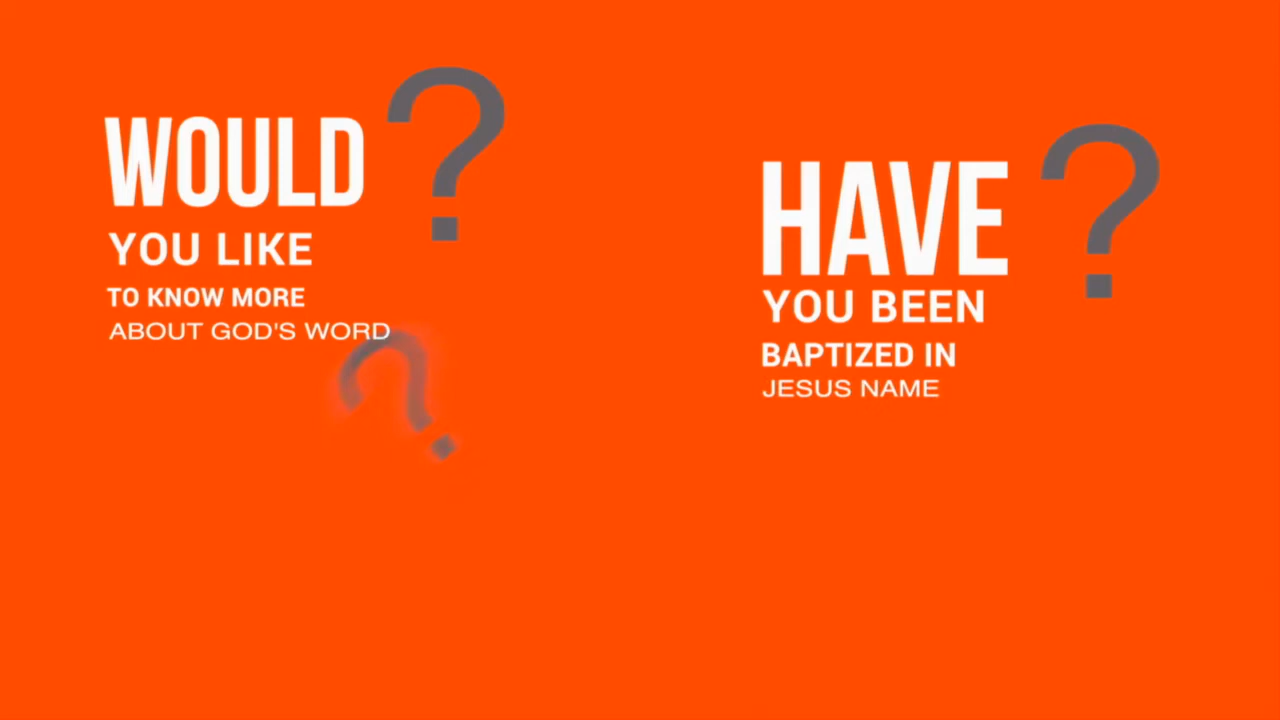 WOULD ?
YOU LIKE
TO KNOW MORE
ABOUT GOD'S WORD
?
HAVE ?
YOU BEEN
BAPTIZED IN
JESUS NAME